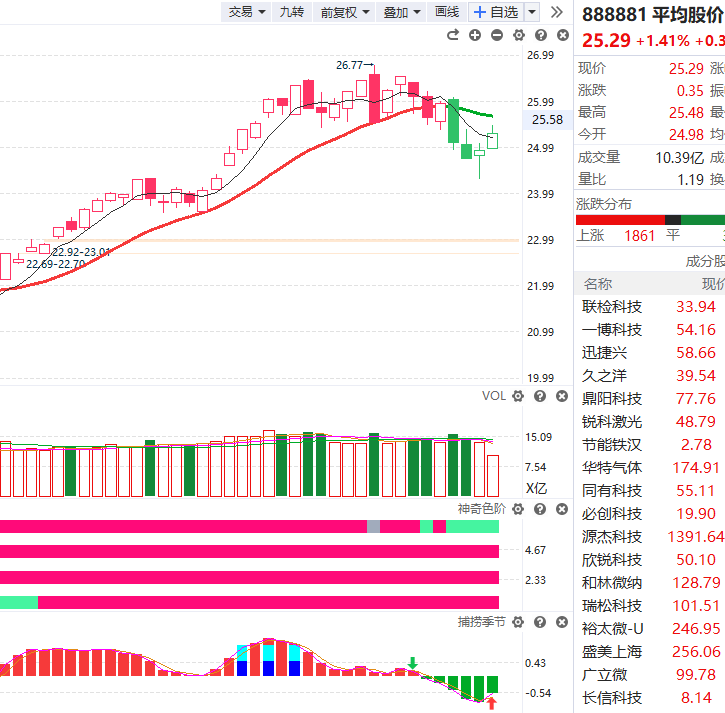 交易 九转 前复权 叠加 画线 自选
888881 平均股价
25.29 +1.41% +0.3
26.99
26.77
25.99
25.58
24.99
23.99
22.99
22.92-23.01
22.69-22.70
21.99
20.99
19.99
现价 25.29 涨
涨跌 0.35 振
最高 25.48 最
今开 24.98 均
成交量 10.39亿 成
量比 1.19 换
涨跌分布
上涨 1861 平
成分股
名称 现价
联检科技 33.94
一博科技 54.16
迅捷兴 58.66
久之洋 39.54
鼎阳科技 77.76
锐科激光 48.79
节能铁汉 2.78
华特气体 174.91
同有科技 55.11
必创科技 19.90
源杰科技 1391.64
欣锐科技 50.10
和林微纳 128.79
瑞松科技 101.51
裕太微-U 246.95
盛美上海 256.06
广立微 99.78
长信科技 8.14
VOL
15.09
7.54
X亿
神奇色阶
4.67
2.33
捕捞季节
0.43
-0.54